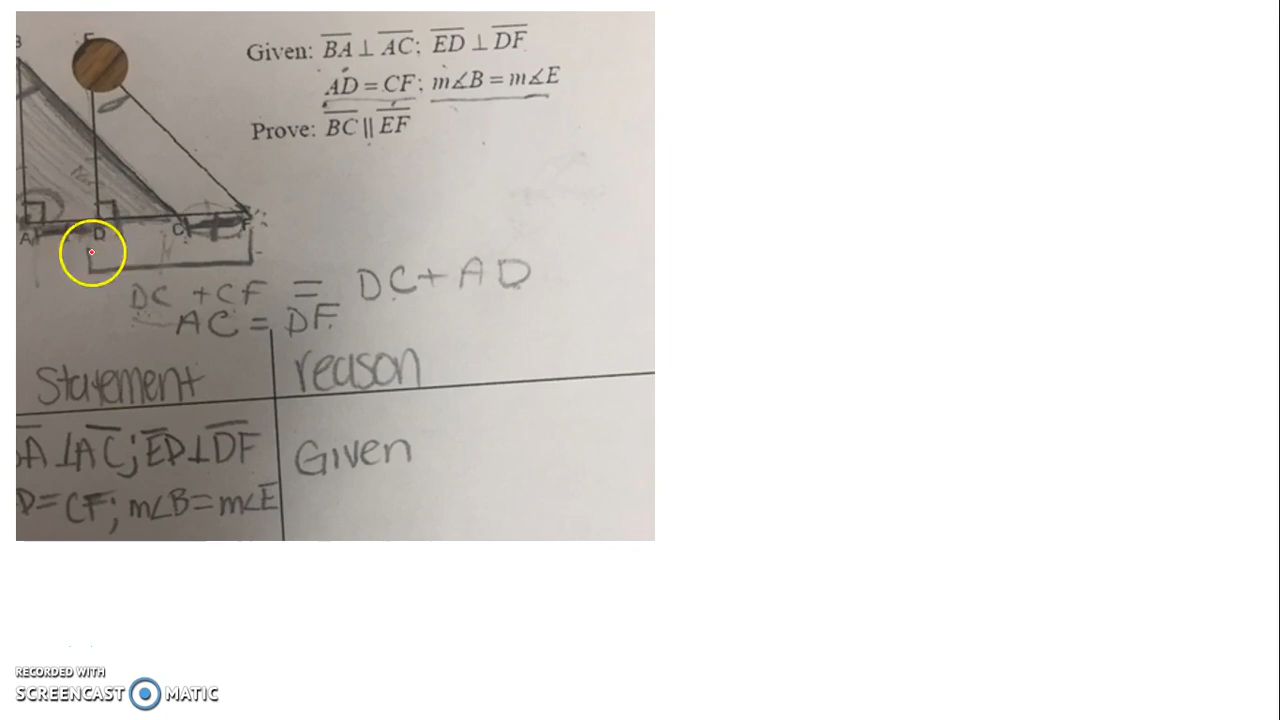 Given: BA ⊥ AC; ED ⊥ DF
AD = CF; m∡B = m∡E
Prove: BC || EF
B
A D C F
DC + CF = DC + AD
AC = DF
Statement reason
A ⊥ AC; ED ⊥ DF Given
D = CF; m∠B = m∠E
RECORDED WITH
SCREENCAST MATIC